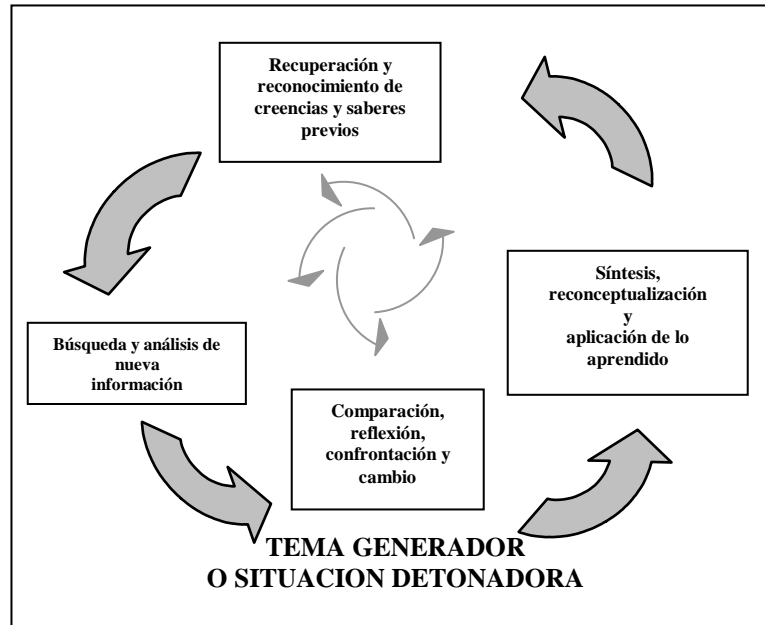 Recuperación y
reconocimiento de
creencias y saberes
previos
Búsqueda y análisis de
nueva
información
Comparación,
reflexión,
confrontación y
cambio
Síntesis,
reconceptualización
y
aplicación de lo
aprendido
TEMA GENERADOR
O SITUACION DETONADORA